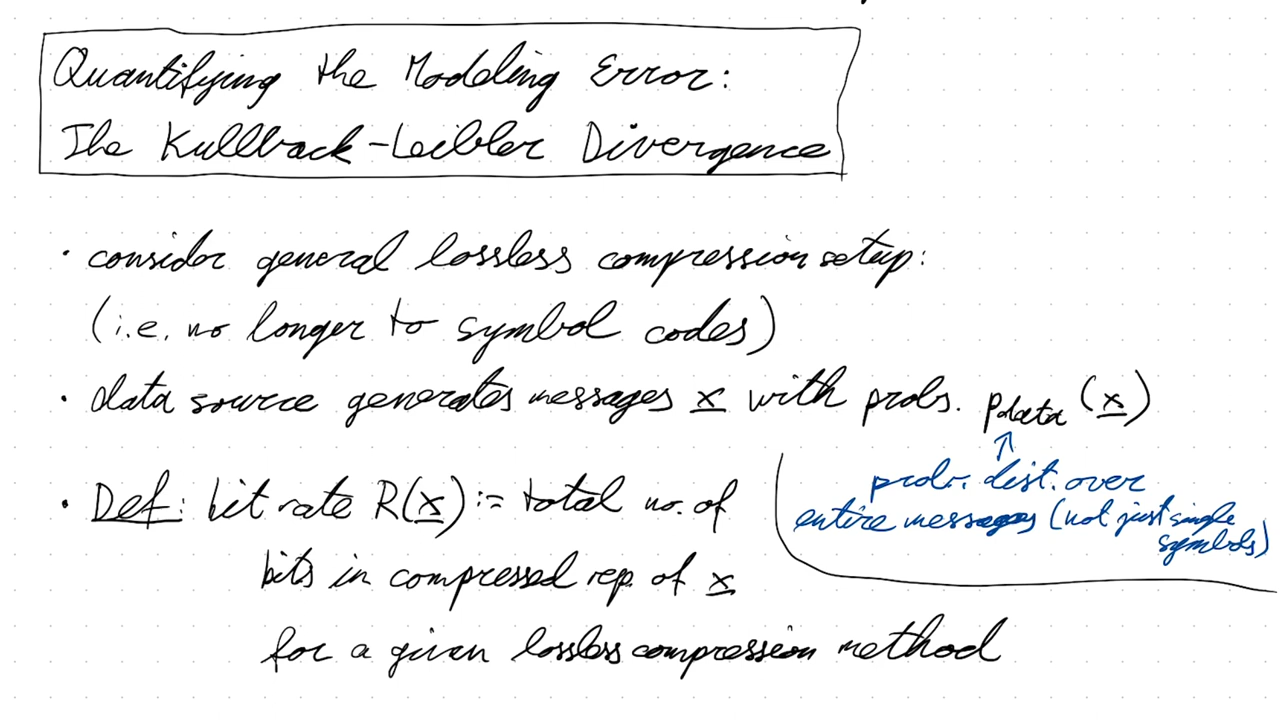 Quantifying the Modeling Error:
The Kullback-Leibler Divergence
· consider general lossless compression setup:
(i.e. no longer to symbol codes)
· data source generates messages x with probs. Pdata (x)
↑
prob. dist. over
entire messages (not just single
symbols)
· Def: bit rate R(x) := total no. of
bits in compressed rep. of x
for a given lossless compression method